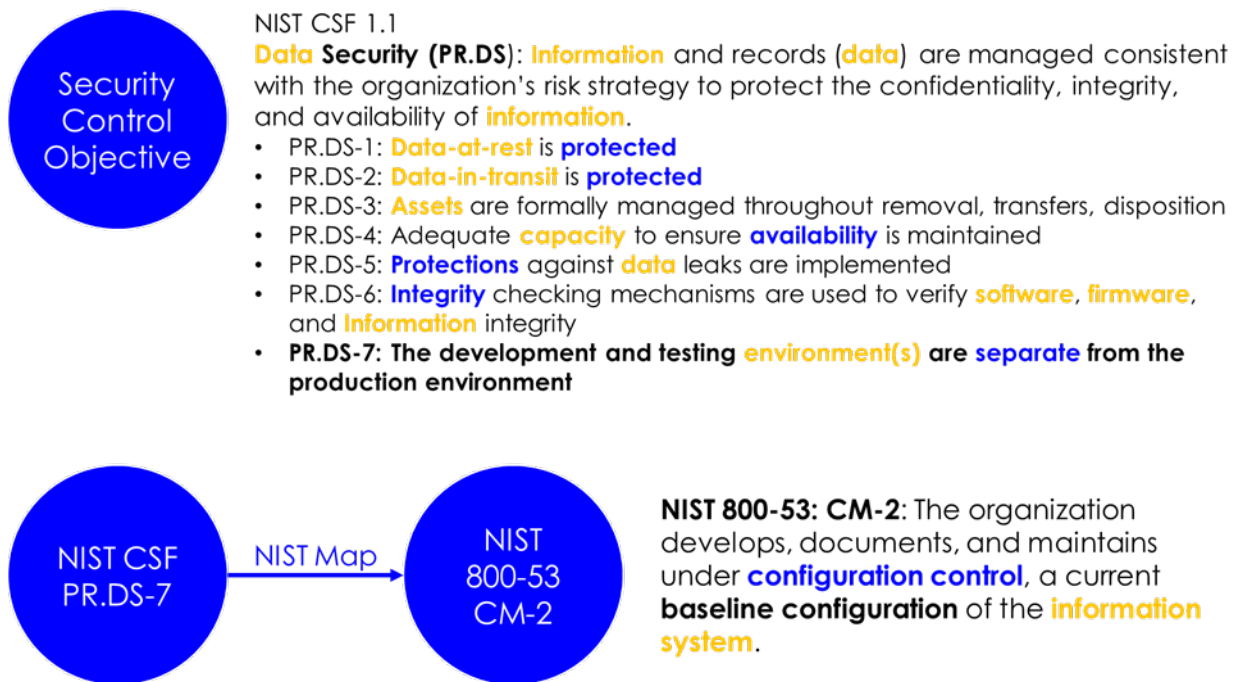 Security
Control
Objective
NIST CSF 1.1
Data Security (PR.DS): Information and records (data) are managed consistent
with the organization's risk strategy to protect the confidentiality, integrity,
and availability of information.
• PR.DS-1: Data-at-rest is protected
• PR.DS-2: Data-in-transit is protected
• PR.DS-3: Assets are formally managed throughout removal, transfers, disposition
• PR.DS-4: Adequate capacity to ensure availability is maintained
• PR.DS-5: Protections against data leaks are implemented
• PR.DS-6: Integrity checking mechanisms are used to verify software, firmware,
and Information integrity
• PR.DS-7: The development and testing environment(s) are separate from the
production environment
NIST CSF
PR.DS-7
NIST Map
NIST
800-53
CM-2
NIST 800-53: CM-2: The organization
develops, documents, and maintains
under configuration control, a current
baseline configuration of the information
system.